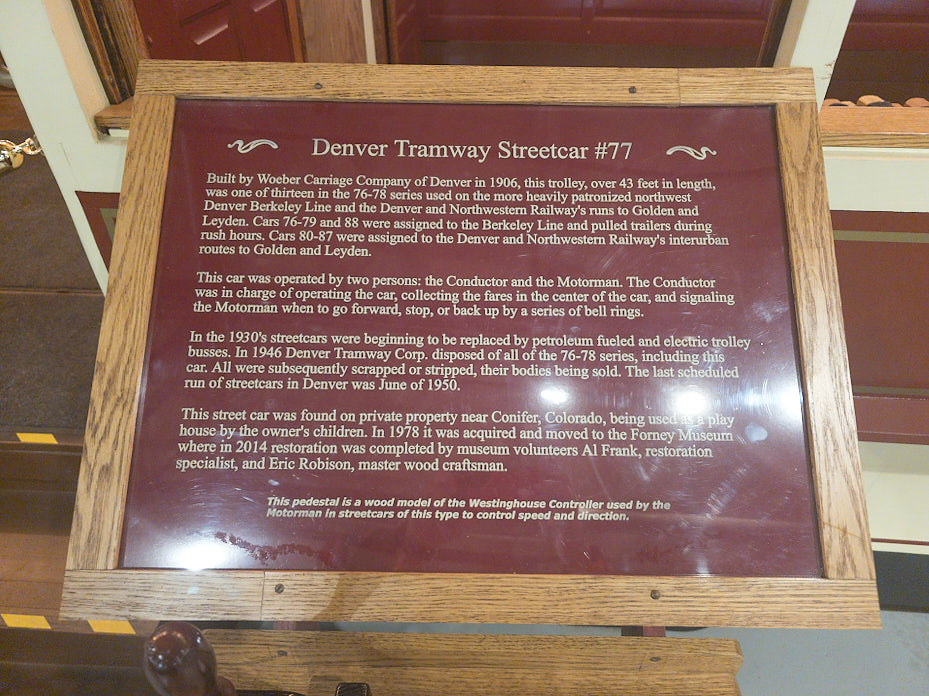 Denver Tramway Streetcar #77
Built by Woeber Carriage Company of Denver in 1906, this trolley, over 43 feet in length,
was one of thirteen in the 76-78 series used on the more heavily patronized northwest
Denver Berkeley Line and the Denver and Northwestern Railway's runs to Golden and
Leyden. Cars 76-79 and 88 were assigned to the Berkeley Line and pulled trailers during
rush hours. Cars 80-87 were assigned to the Denver and Northwestern Railway's interurban
routes to Golden and Leyden.
This car was operated by two persons: the Conductor and the Motorman. The Conductor
was in charge of operating the car, collecting the fares in the center of the car, and signaling
the Motorman when to go forward, stop, or back up by a series of bell rings.
In the 1930's streetcars were beginning to be replaced by petroleum fueled and electric trolley
busses. In 1946 Denver Tramway Corp. disposed of all of the 76-78 series, including this
car. All were subsequently scrapped or stripped, their bodies being sold. The last scheduled
run of streetcars in Denver was June of 1950.
This street car was found on private property near Conifer, Colorado, being used as a play
house by the owner's children. In 1978 it was acquired and moved to the Forney Museum
where in 2014 restoration was completed by museum volunteers Al Frank, restoration
specialist, and Eric Robison, master wood craftsman.
This pedestal is a wood model of the Westinghouse Controller used by the
Motorman in streetcars of this type to control speed and direction.